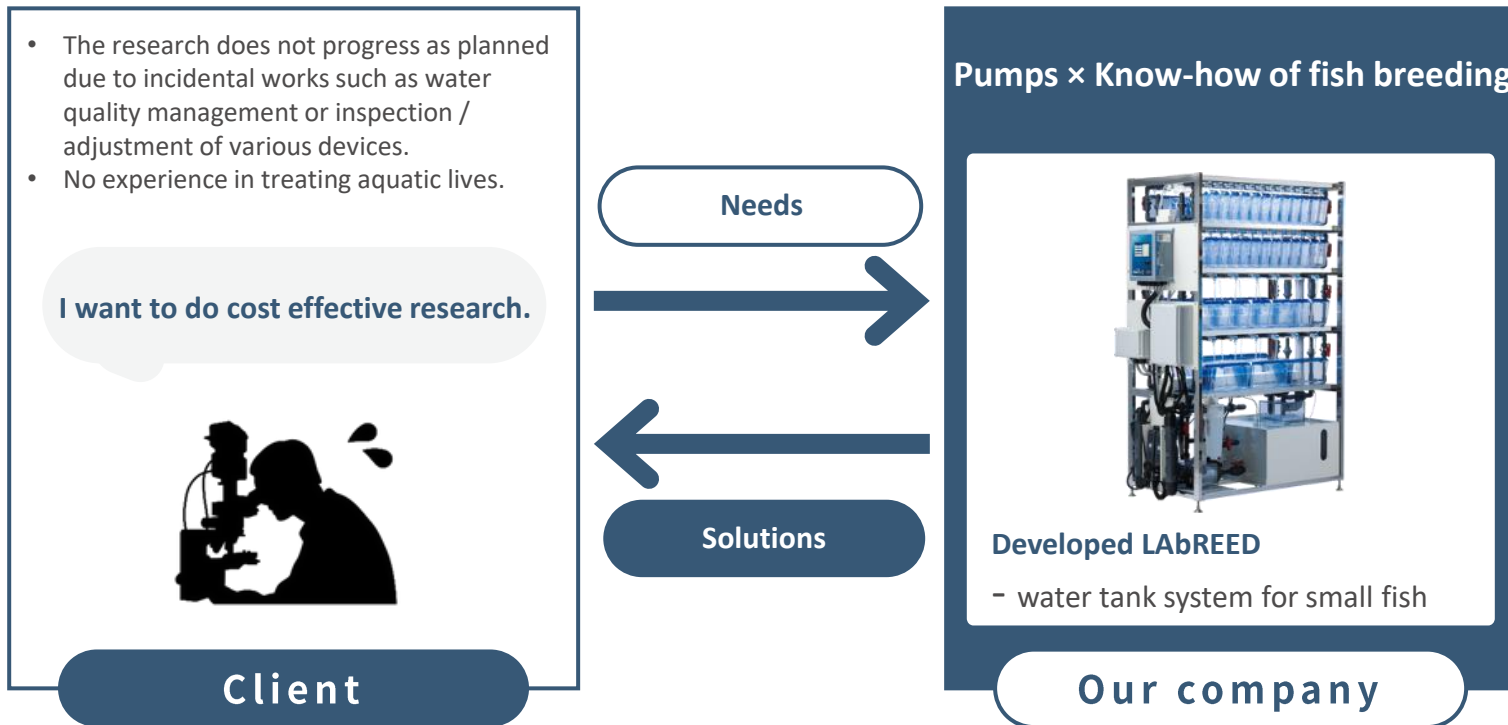 • The research does not progress as planned
due to incidental works such as water
quality management or inspection /
adjustment of various devices.
• No experience in treating aquatic lives.
I want to do cost effective research.
Client
Needs
Solutions
Pumps × Know-how of fish breeding
Developed LAbREED
- water tank system for small fish
Our company